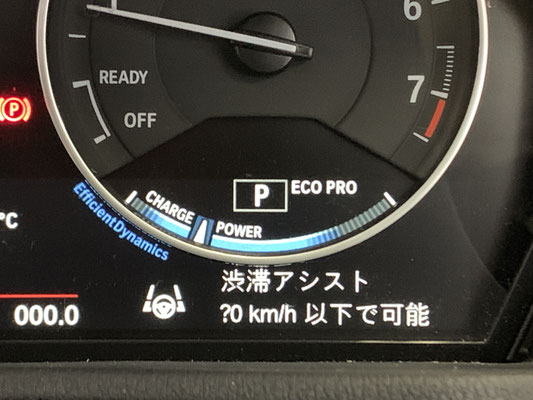 6
READY
7
OFF
P
P
ECO PRO
CHARGE
POWER
EfficientDynamics
°C
渋滞アシスト
000.0
km/h 以下で可能